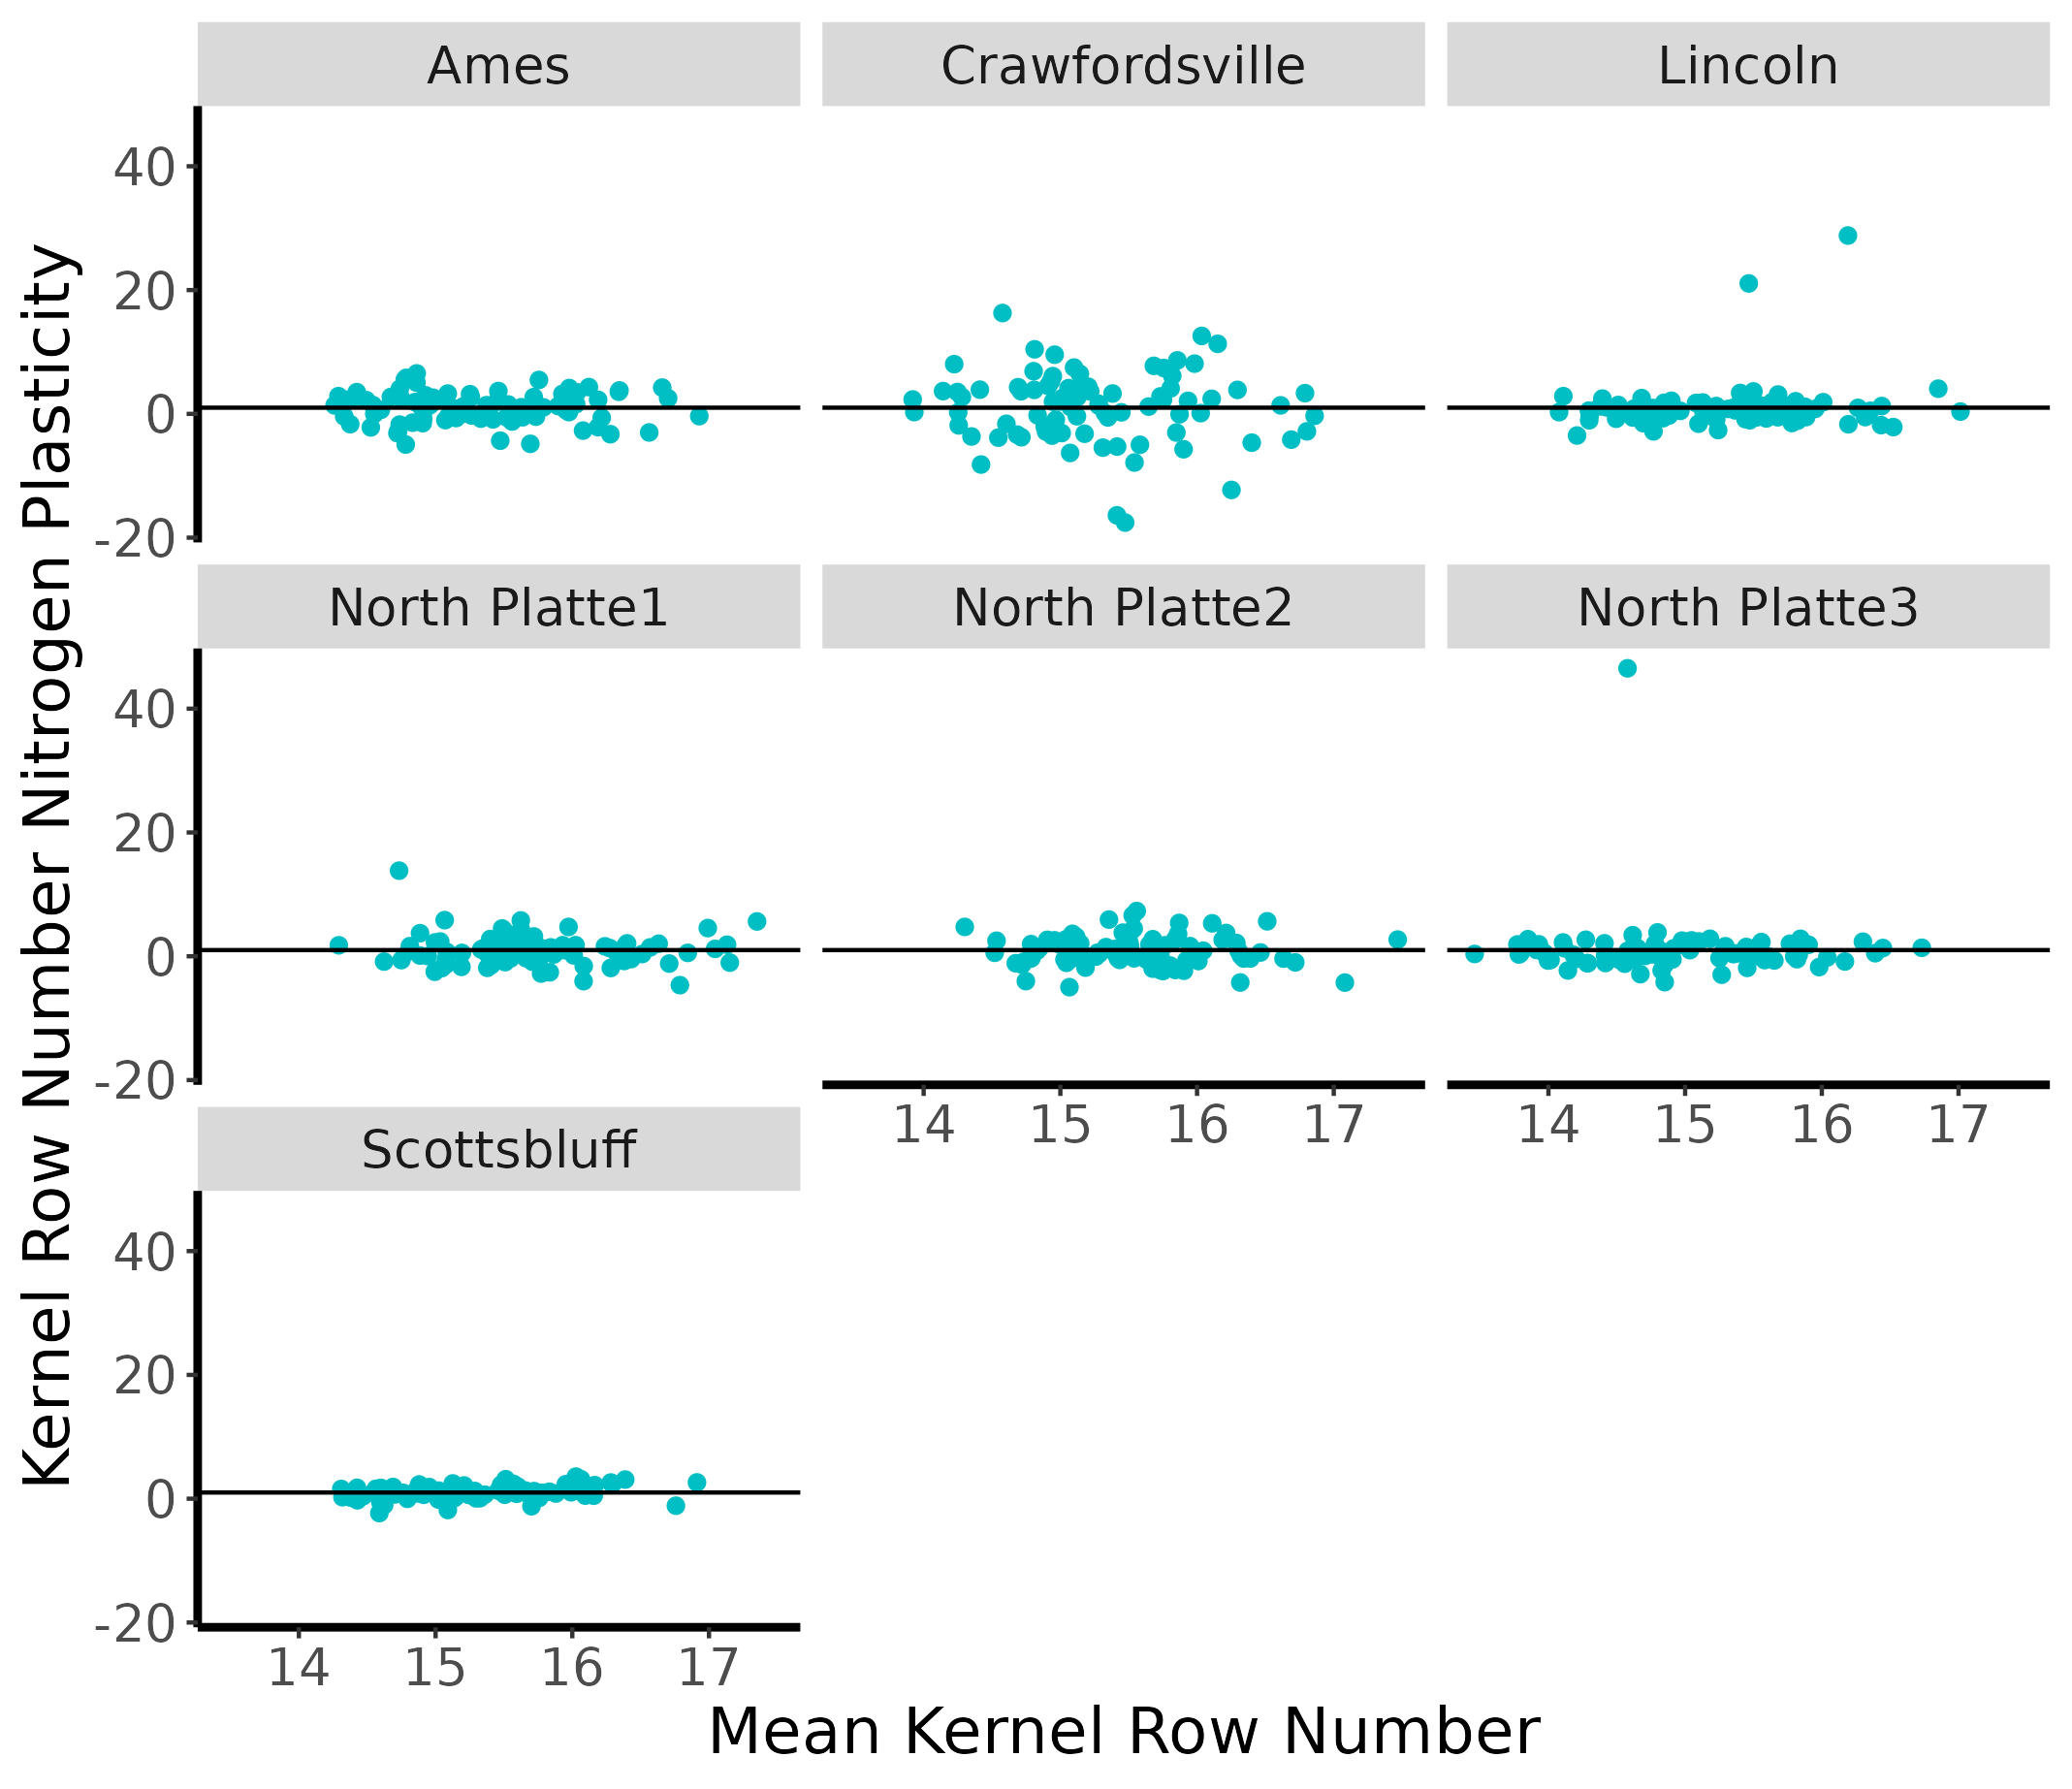 Ames Crawfordsville Lincoln
40
20
0
-20
North Platte1 North Platte2 North Platte3
40
20
0
-20
14 15 16 17 14 15 16 17
Scottsbluff
40
20
0
-20
14 15 16 17
Mean Kernel Row Number
Kernel Row Number Nitrogen Plasticity